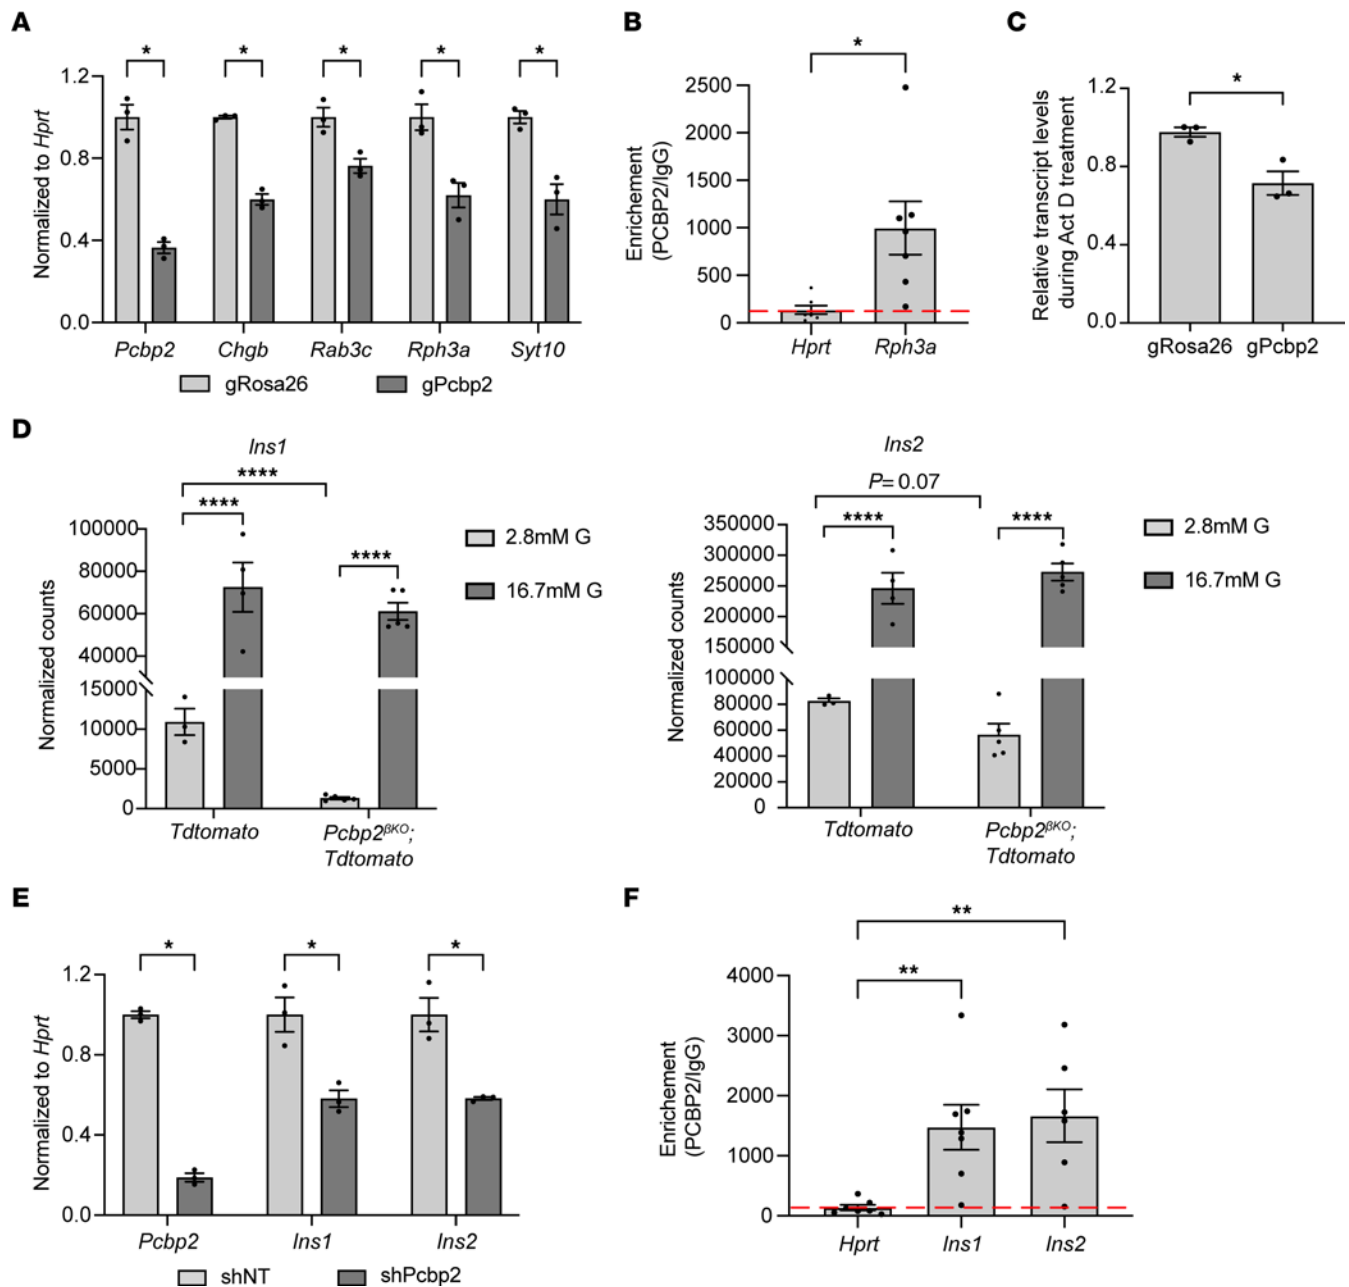 A
Normalized to Hprt
1.2
0.8
0.4
0.0
*
*
*
*
*
Pcbp2
Chgb
Rab3c
Rph3a
Syt10
gRosa26
gPcbp2
B
Enrichement
(PCBP2/IgG)
2500
2000
1500
1000
500
0
*
Hprt
Rph3a
C
Relative transcript levels
during Act D treatment
1.2
0.8
0.4
0.0
*
gRosa26
gPcbp2
D
Ins1
****
****
****
Normalized counts
100000
80000
60000
40000
15000
10000
5000
0
Tdtomato
Pcbp2βKO;
Tdtomato
2.8mM G
16.7mM G
Ins2
P= 0.07
****
****
Normalized counts
350000
300000
250000
200000
150000
100000
80000
60000
40000
20000
0
Tdtomato
Pcbp2βKO;
Tdtomato
2.8mM G
16.7mM G
E
Normalized to Hprt
1.2
0.8
0.4
0.0
*
*
*
Pcbp2
Ins1
Ins2
shNT
shPcbp2
F
Enrichement
(PCBP2/IgG)
4000
3000
2000
1000
0
**
**
Hprt
Ins1
Ins2